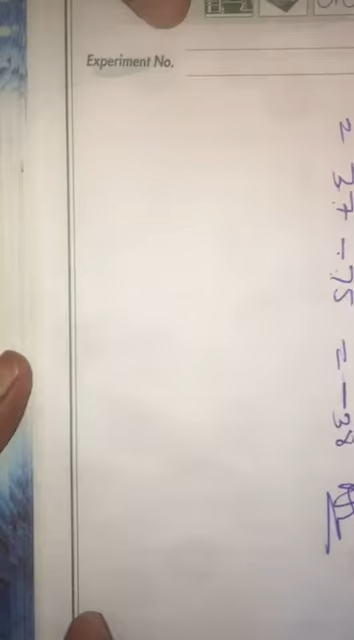 Experiment No.
= 37 - 75 = -38